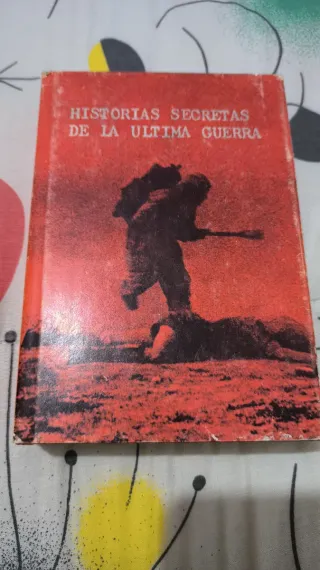 HISTORIAS SECRETAS
DE LA ULTIMA GUERRA